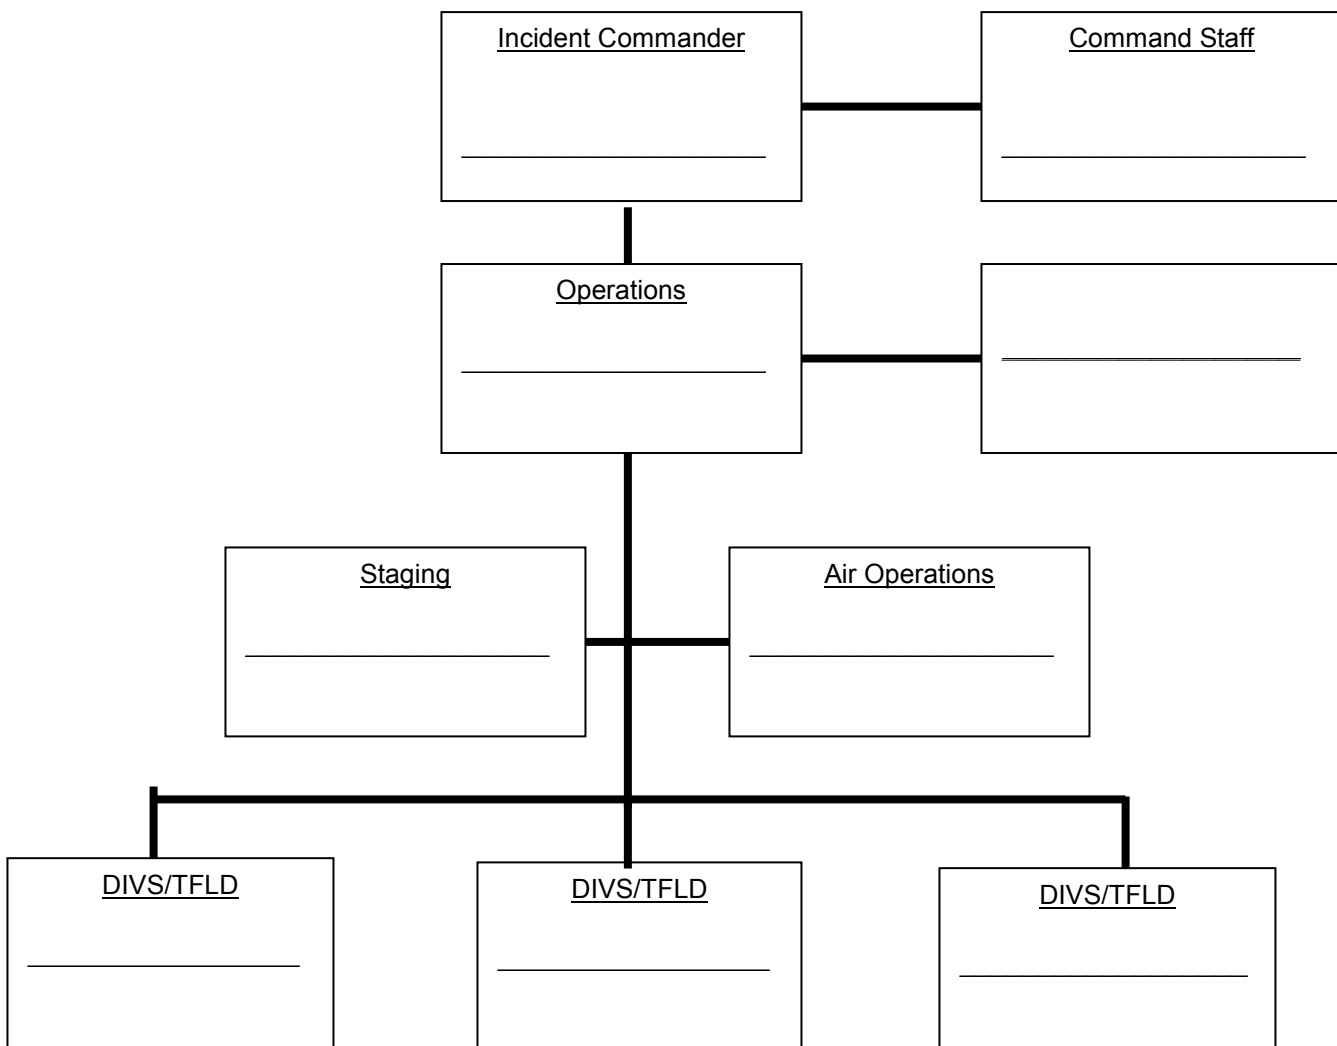 Incident Commander
Command Staff
Operations
Staging
Air Operations
DIVS/TFLD
DIVS/TFLD
DIVS/TFLD